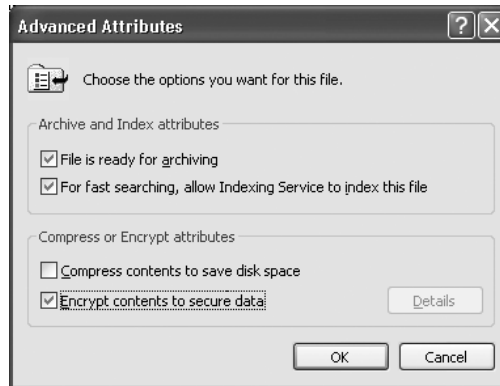 Advanced Attributes
Choose the options you want for this file.
Archive and Index attributes
File is ready for archiving
For fast searching, allow Indexing Service to index this file
Compress or Encrypt attributes
Compress contents to save disk space
Encrypt contents to secure data
Details
OK
Cancel